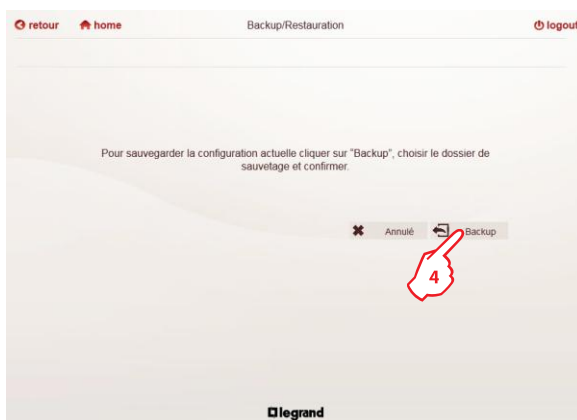 retour home Backup/Restauration logout
Pour sauvegarder la configuration actuelle cliquer sur "Backup", choisir le dossier de
sauvetage et confirmer.
Annulé Backup
4
legrand